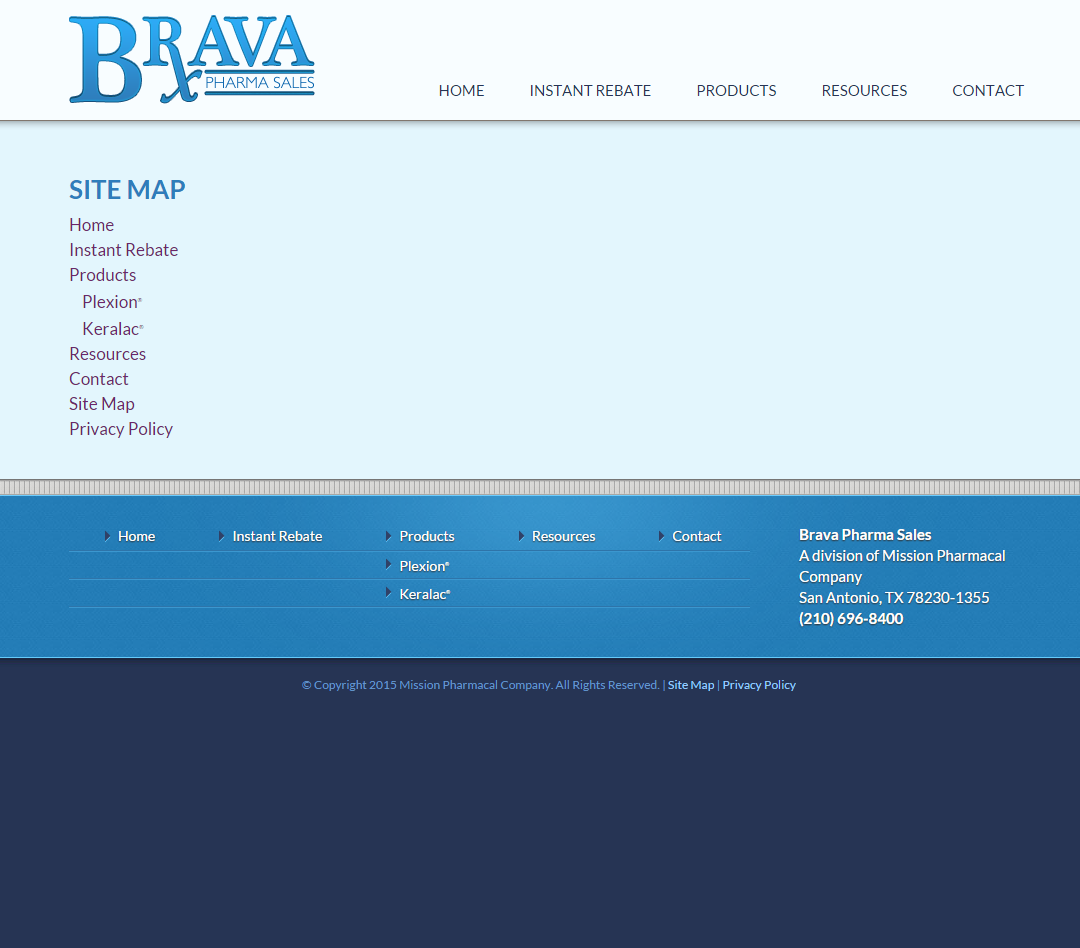 BRAVA
Rx PHARMA SALES
HOME INSTANT REBATE PRODUCTS RESOURCES CONTACT
SITE MAP
Home
Instant Rebate
Products
Plexion®
Keralac®
Resources
Contact
Site Map
Privacy Policy
Home Instant Rebate Products Resources Contact
Plexion®
Keralac®
Brava Pharma Sales
A division of Mission Pharmacal
Company
San Antonio, TX 78230-1355
(210) 696-8400
© Copyright 2015 Mission Pharmacal Company. All Rights Reserved. | Site Map | Privacy Policy